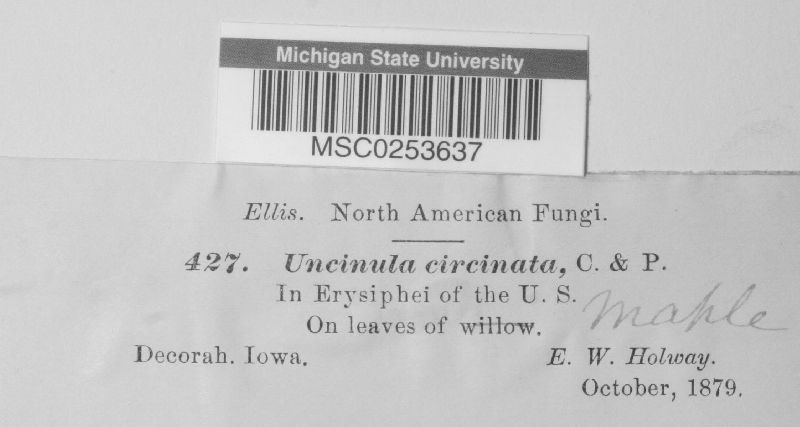 Michigan State University
MSC0253637
Ellis. North American Fungi.
427. Uncinula circinata, C. & P.
In Erysiphei of the U. S.
On leaves of willow. Maple
Decorah. Iowa. E. W. Holway.
October, 1879.